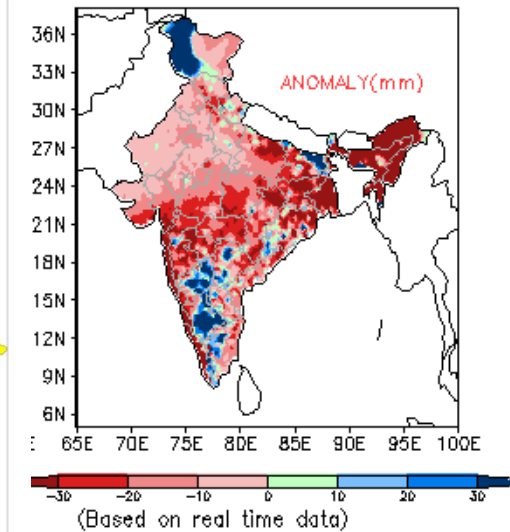 36N
ANOMALY(mm)
33N
30N
27N
24N
21N
18N
15N
12N
9N
6N
E 65E 70E 75E 80E 85E 90E 95E 100E
-30 -20 -10 0 10 20 30
(Based on real time data)